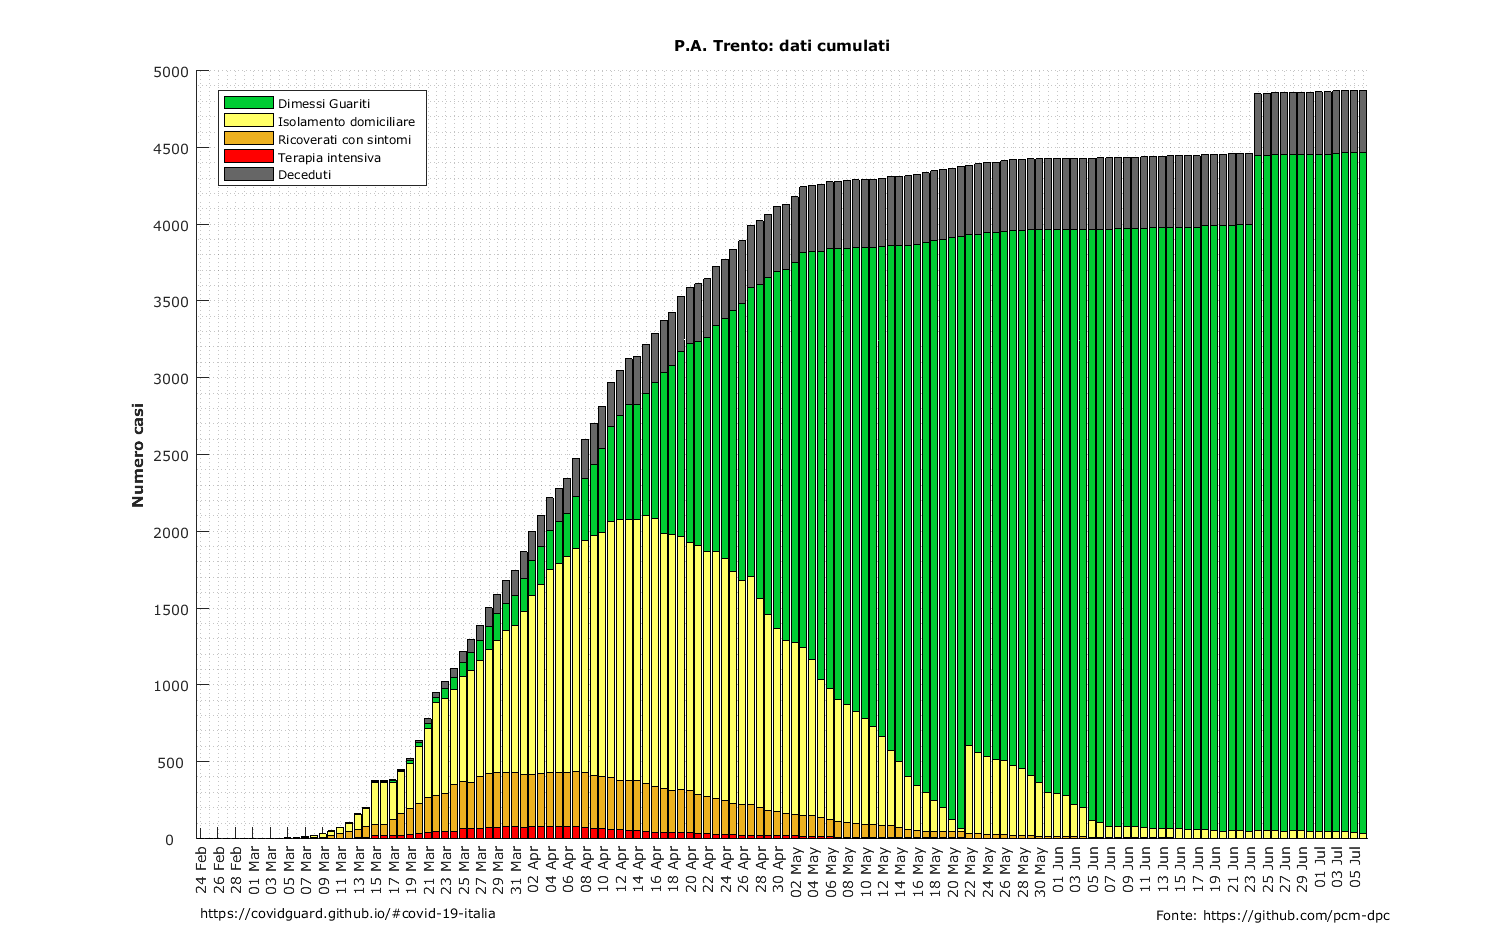 P.A. Trento: dati cumulati
5000
4500
4000
3500
3000
2500
2000
1500
1000
500
0
Numero casi
Dimessi Guariti
Isolamento domiciliare
Ricoverati con sintomi
Terapia intensiva
Deceduti
24 Feb
26 Feb
28 Feb
01 Mar
03 Mar
05 Mar
07 Mar
09 Mar
11 Mar
13 Mar
15 Mar
17 Mar
19 Mar
21 Mar
23 Mar
25 Mar
27 Mar
29 Mar
31 Mar
02 Apr
04 Apr
06 Apr
08 Apr
10 Apr
12 Apr
14 Apr
16 Apr
18 Apr
20 Apr
22 Apr
24 Apr
26 Apr
28 Apr
30 Apr
02 May
04 May
06 May
08 May
10 May
12 May
14 May
16 May
18 May
20 May
22 May
24 May
26 May
28 May
30 May
01 Jun
03 Jun
05 Jun
07 Jun
09 Jun
11 Jun
13 Jun
15 Jun
17 Jun
19 Jun
21 Jun
23 Jun
25 Jun
27 Jun
29 Jun
01 Jul
03 Jul
05 Jul
https://covidguard.github.io/#covid-19-italia
Fonte: https://github.com/pcm-dpc